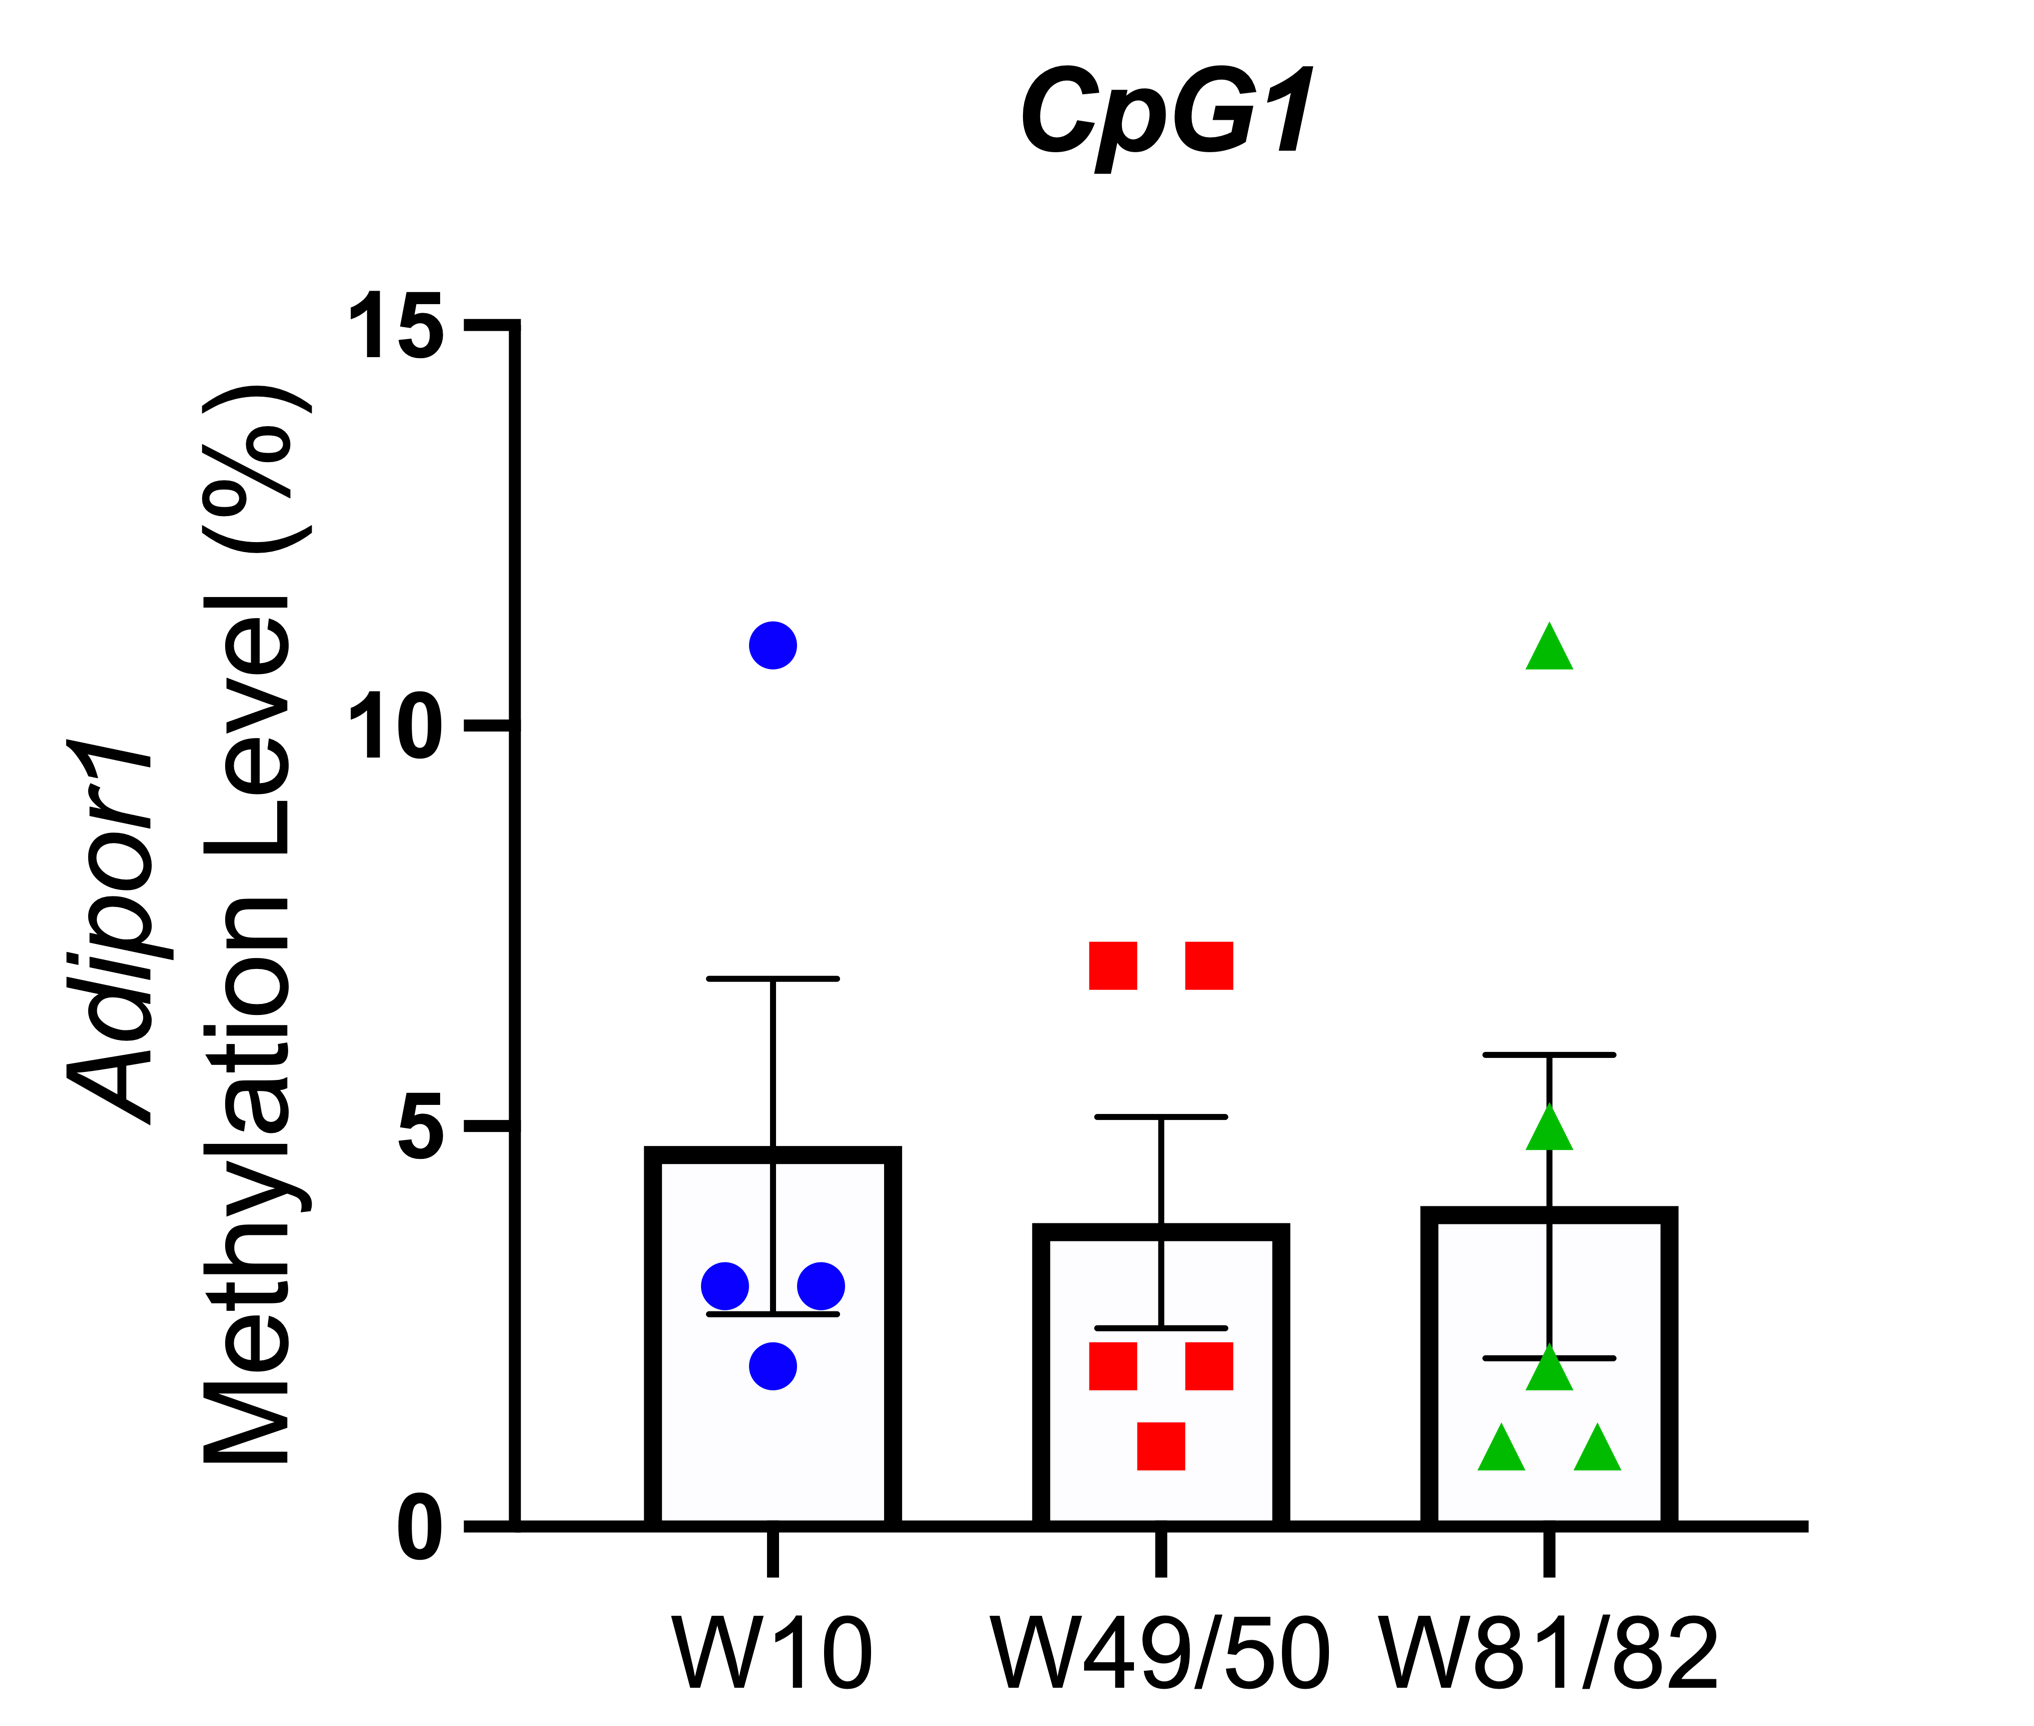 CpG1
Adipor1
Methylation Level (%)
15
10
5
0
W10
W49/50
W81/82